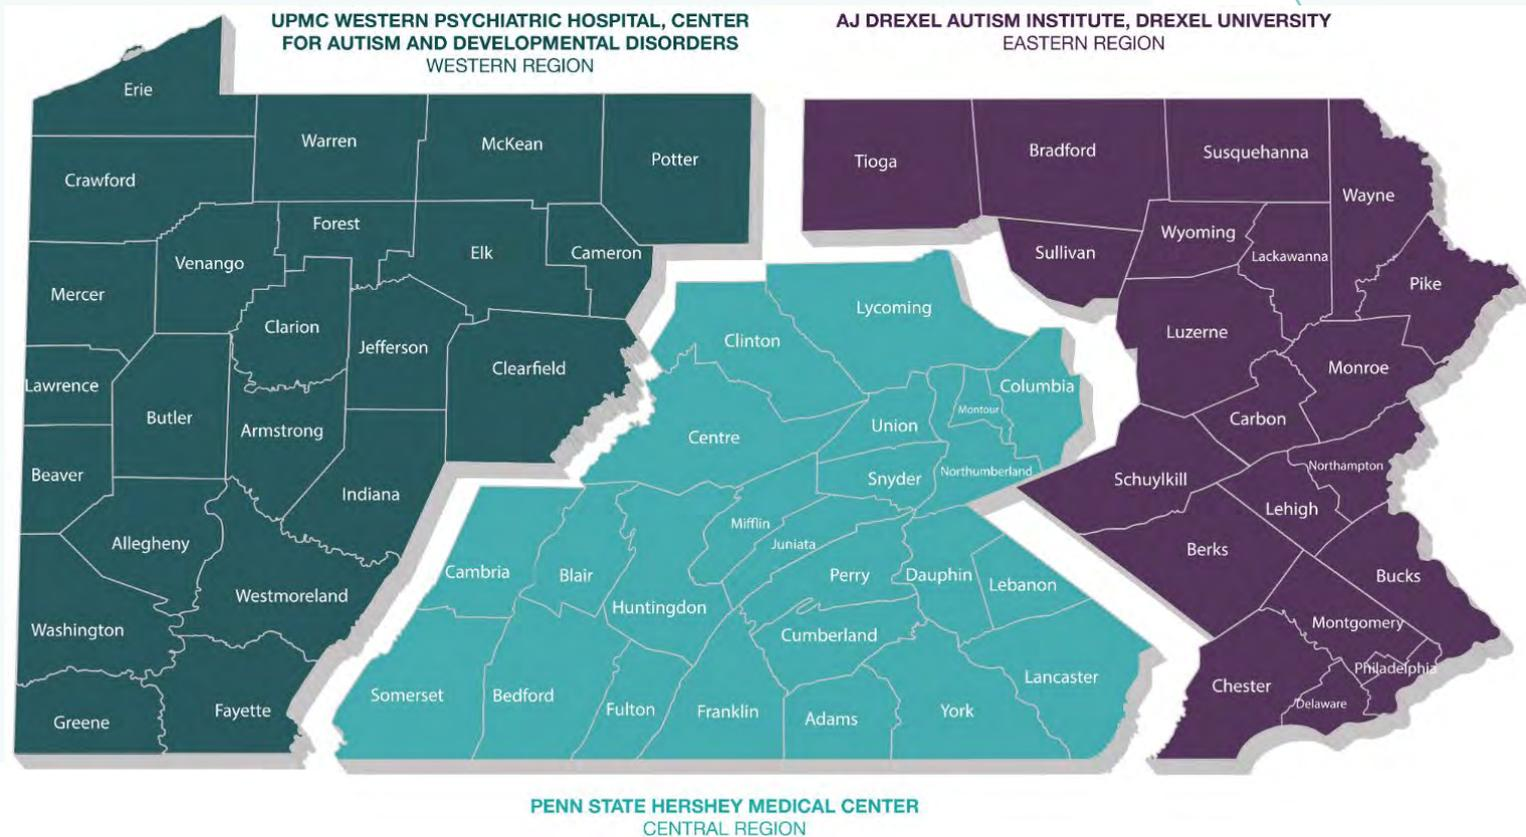 UPMC WESTERN PSYCHIATRIC HOSPITAL, CENTER
FOR AUTISM AND DEVELOPMENTAL DISORDERS
WESTERN REGION
AJ DREXEL AUTISM INSTITUTE, DREXEL UNIVERSITY
EASTERN REGION
Erie
Warren
McKean
Potter
Crawford
Forest
Venango
Elk
Cameron
Mercer
Clarion
Jefferson
Clearfield
Lawrence
Butler
Armstrong
Beaver
Indiana
Allegheny
Westmoreland
Washington
Greene
Fayette
Lycoming
Clinton
Columbia
Montour
Union
Centre
Snyder
Northumberland
Mifflin
Juniata
Cambria
Blair
Huntingdon
Perry
Dauphin
Lebanon
Cumberland
Somerset
Bedford
Fulton
Franklin
Adams
York
Lancaster
Tioga
Bradford
Susquehanna
Wayne
Sullivan
Wyoming
Lackawanna
Pike
Luzerne
Monroe
Carbon
Schuylkill
Northampton
Lehigh
Berks
Bucks
Montgomery
Philadelphia
Chester
Delaware
PENN STATE HERSHEY MEDICAL CENTER
CENTRAL REGION